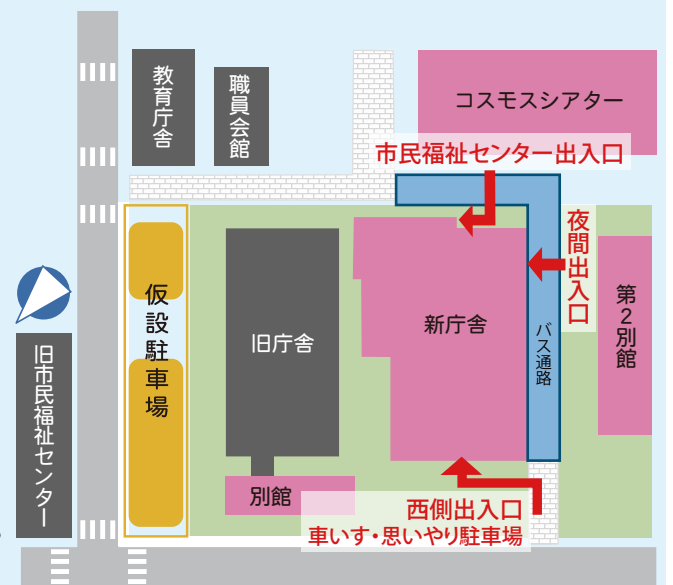 教育庁舎
職員会館
コスモスシアター
市民福祉センター出入口
夜間出入口
仮設駐車場
旧庁舎
新庁舎
バス通路
第2別館
旧市民福祉センター
別館
西側出入口
車いす・思いやり駐車場